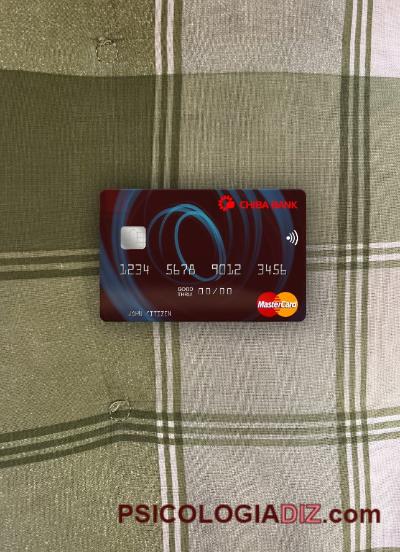 CHIBA BANK
1234 5678 9012 3456
GOOD
THRU 00/00
JOHN CITIZEN
MasterCard
PSICOLOGIADIZ.com